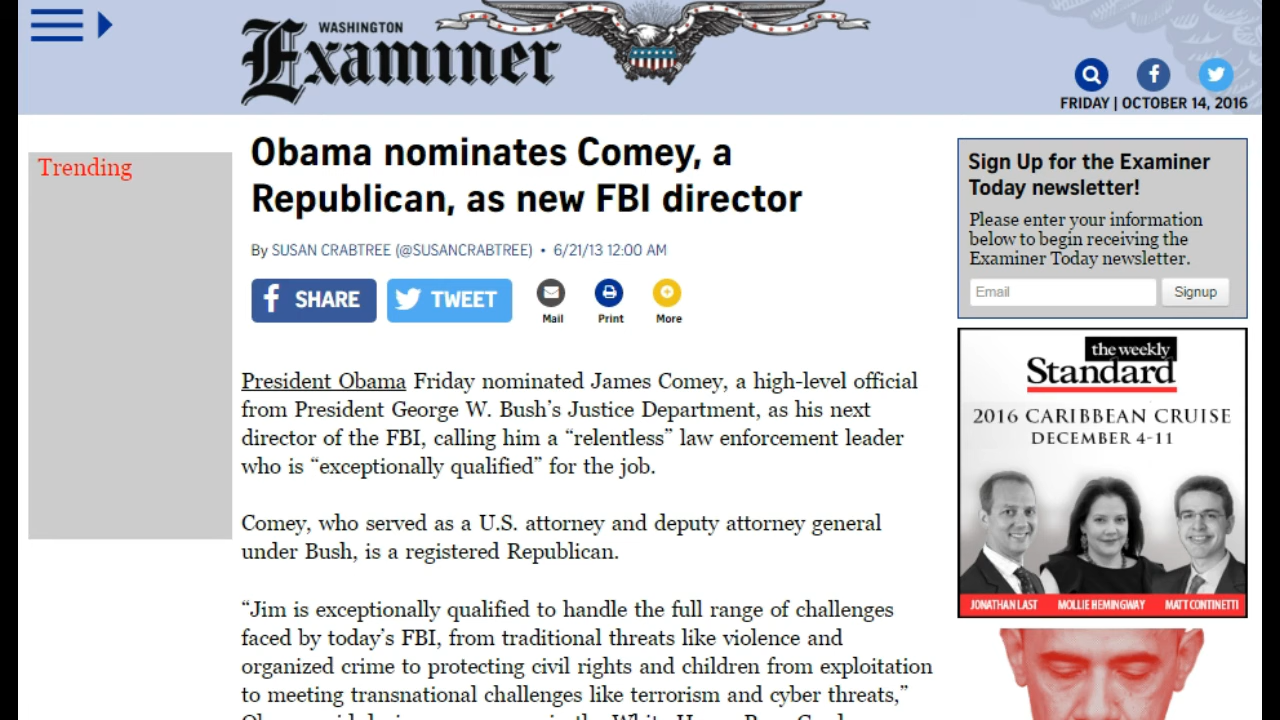 WASHINGTON
Examiner
FRIDAY | OCTOBER 14, 2016
Trending
Obama nominates Comey, a
Republican, as new FBI director
By SUSAN CRABTREE (@SUSANCRABTREE) • 6/21/13 12:00 AM
SHARE
TWEET
Mail
Print
More
President Obama Friday nominated James Comey, a high-level official
from President George W. Bush’s Justice Department, as his next
director of the FBI, calling him a “relentless” law enforcement leader
who is “exceptionally qualified” for the job.
Comey, who served as a U.S. attorney and deputy attorney general
under Bush, is a registered Republican.
“Jim is exceptionally qualified to handle the full range of challenges
faced by today’s FBI, from traditional threats like violence and
organized crime to protecting civil rights and children from exploitation
to meeting transnational challenges like terrorism and cyber threats,”
Sign Up for the Examiner
Today newsletter!
Please enter your information
below to begin receiving the
Examiner Today newsletter.
Email
Signup
the weekly
Standard
2016 CARIBBEAN CRUISE
DECEMBER 4-11
JONATHAN LAST MOLLIE HEMINGWAY MATT CONTINETTI